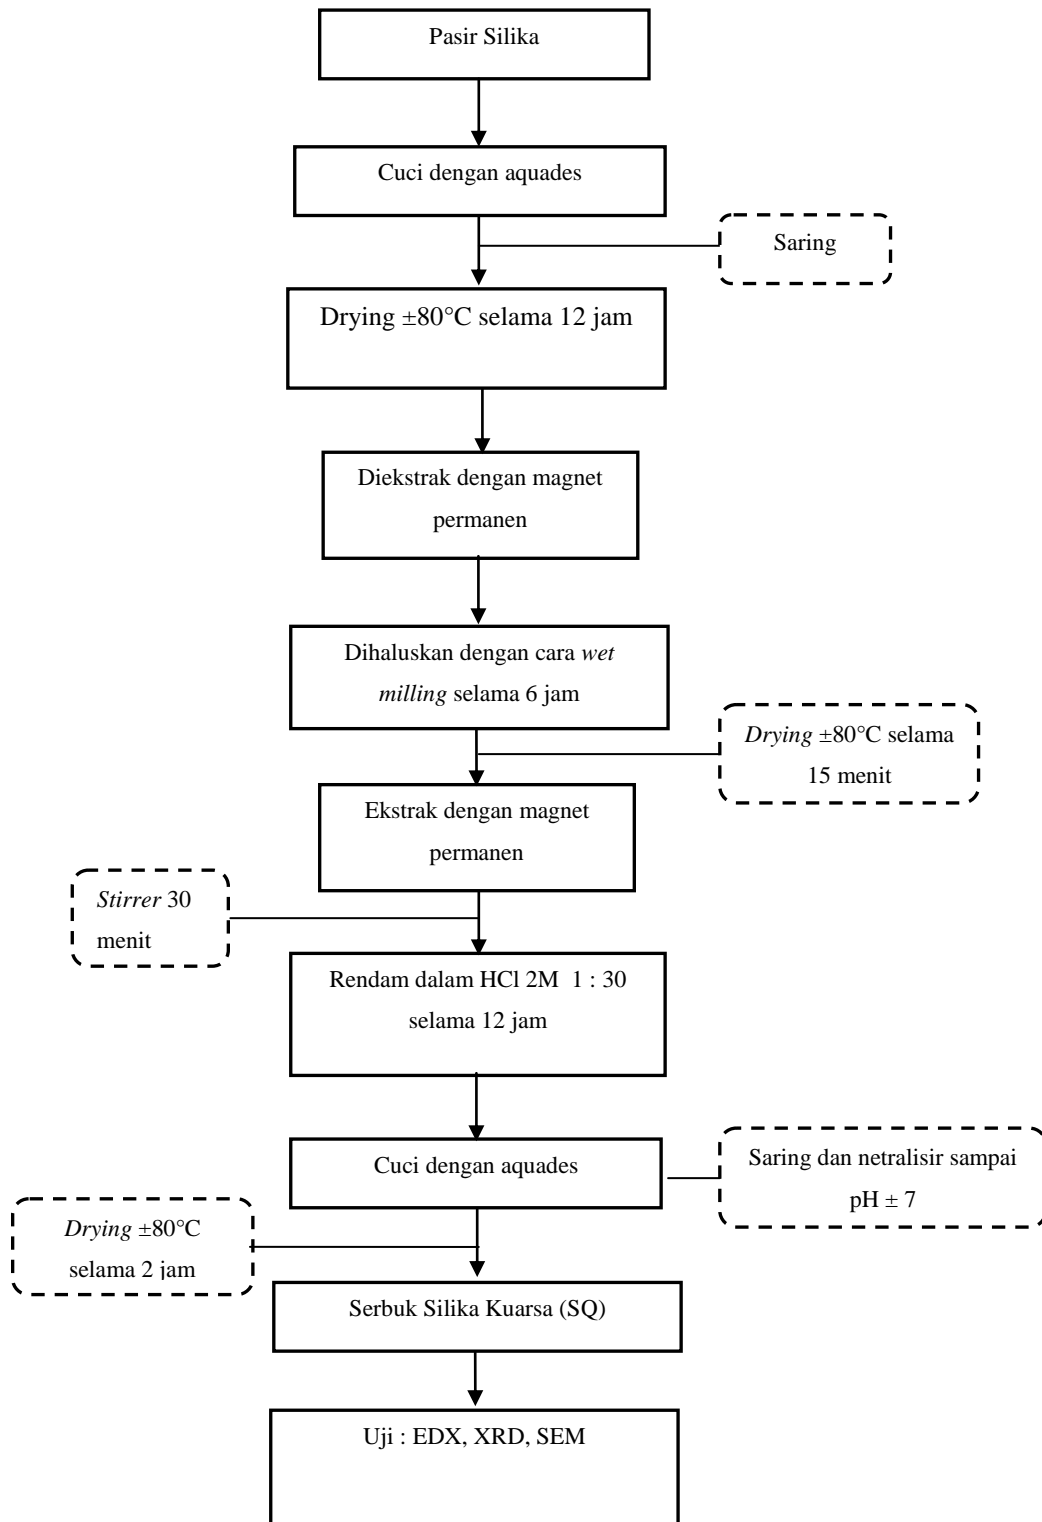 Pasir Silika
Cuci dengan aquades
Saring
Drying ±80°C selama 12 jam
Diekstrak dengan magnet
permanen
Dihaluskan dengan cara wet
milling selama 6 jam
Drying ±80°C selama
15 menit
Ekstrak dengan magnet
permanen
Stirrer 30
menit
Rendam dalam HCl 2M  1 : 30
selama 12 jam
Cuci dengan aquades
Saring dan netralisir sampai
pH ± 7
Drying ±80°C
selama 2 jam
Serbuk Silika Kuarsa (SQ)
Uji : EDX, XRD, SEM